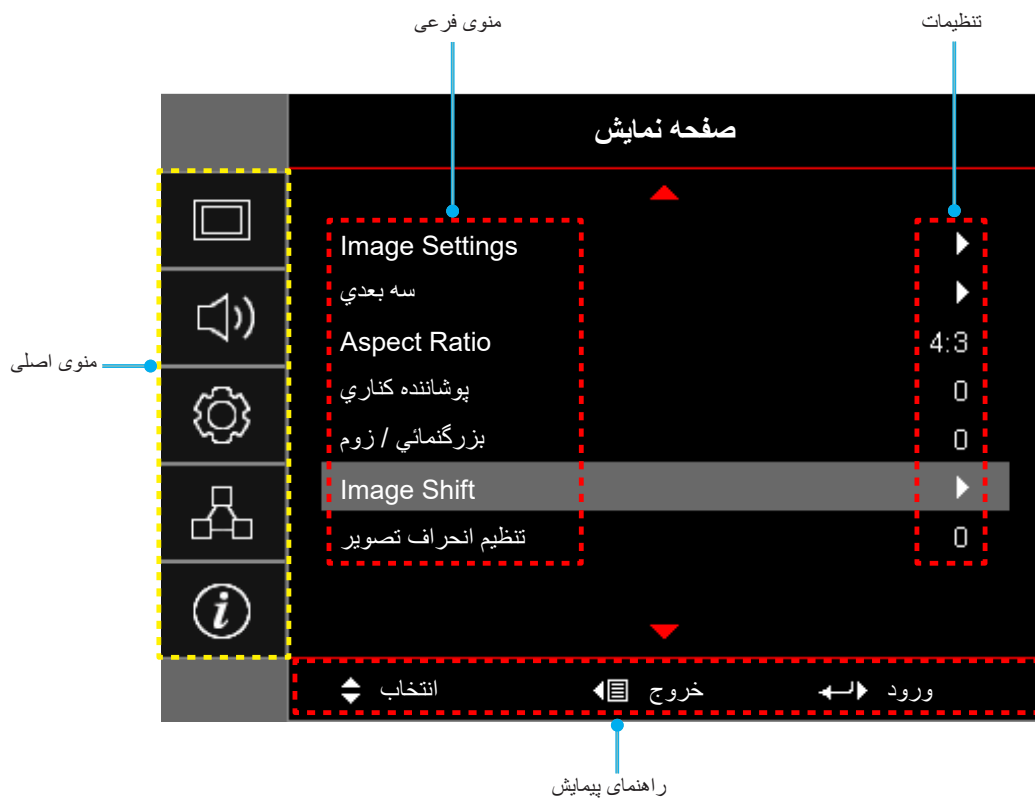 منوی فرعی
تنظیمات
صفحه نمایش
Image Settings
سه بعدي
Aspect Ratio
4:3
پوشاننده كناري
0
بزرگنمائي / زوم
0
Image Shift
تنظیم انحراف تصویر
0
منوی اصلی
انتخاب
خروج
ورود
راهنمای پیمایش